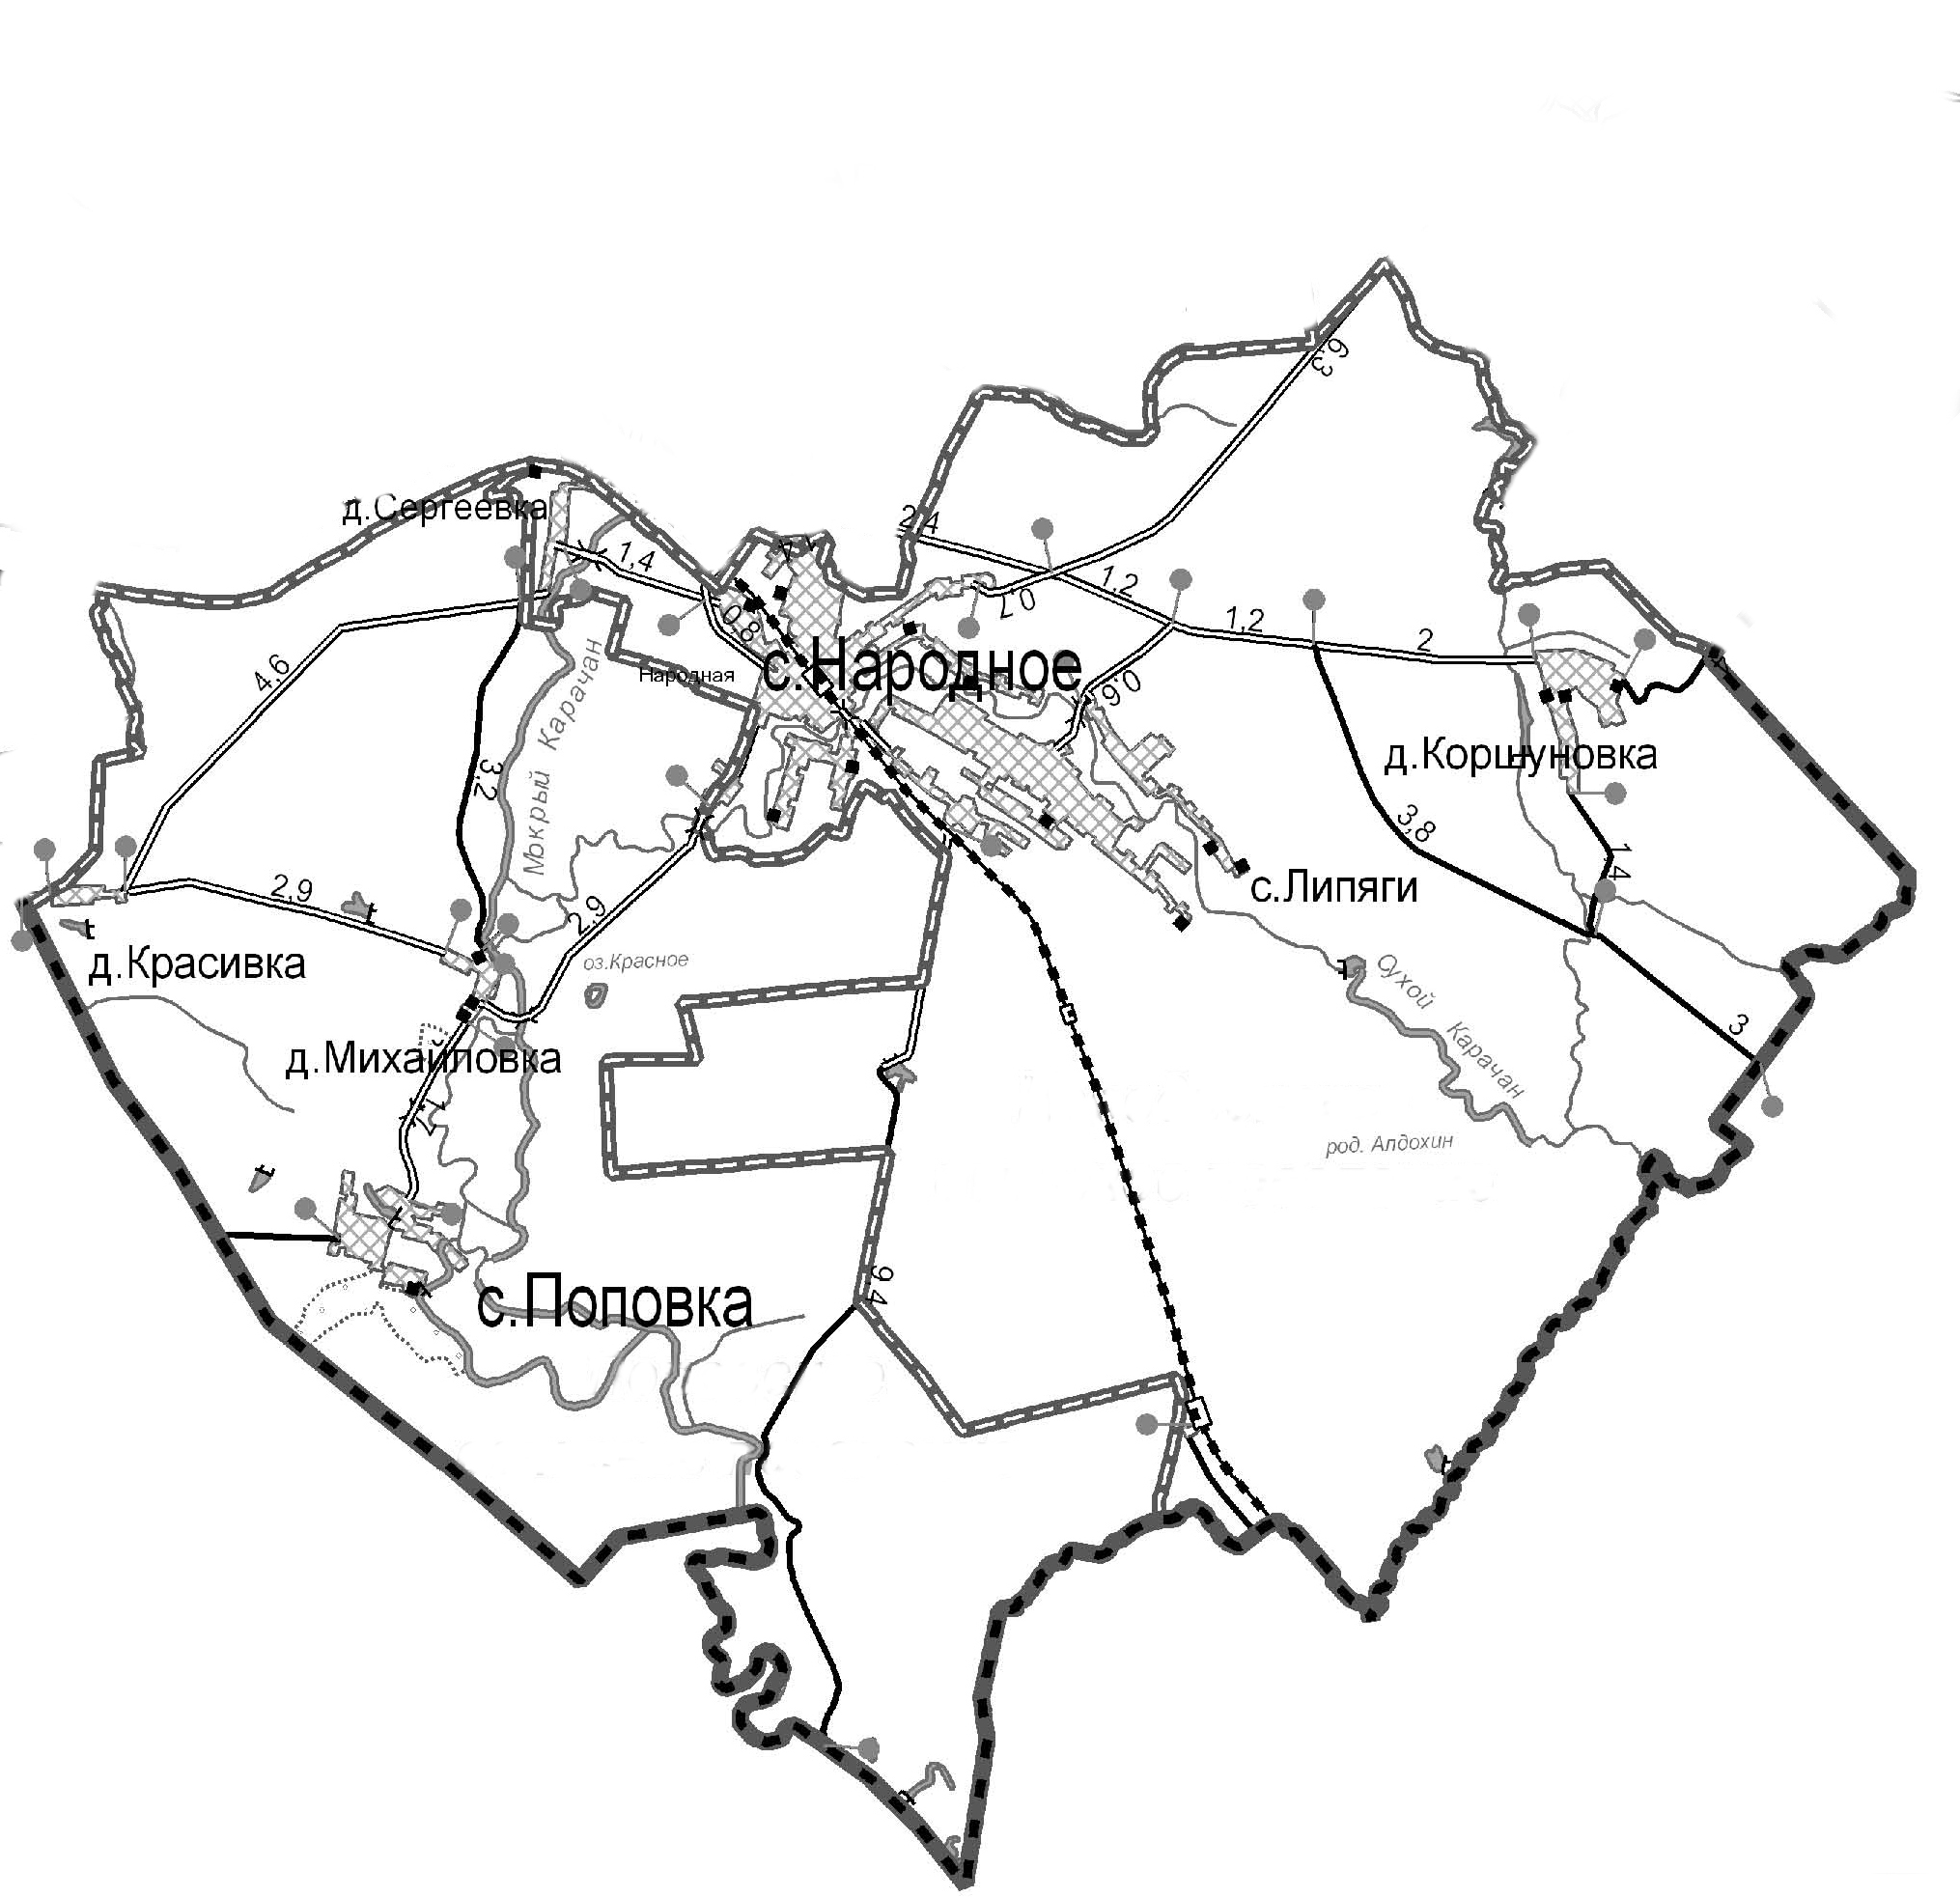 6,3
д.Сергеевка
2,4
1,4
1.2
0.7
0,8
1,2
2
с.Народное
Народная
4,6
0.6
Мокрый Карачан
д.Коршуновка
3,2
3,8
1,4
2,9
2,9
с.Липяги
д.Красивка
оз.Красное
Сухой Карачан
3
д.Михайловка
род. Алдохин
9.4
с.Поповка